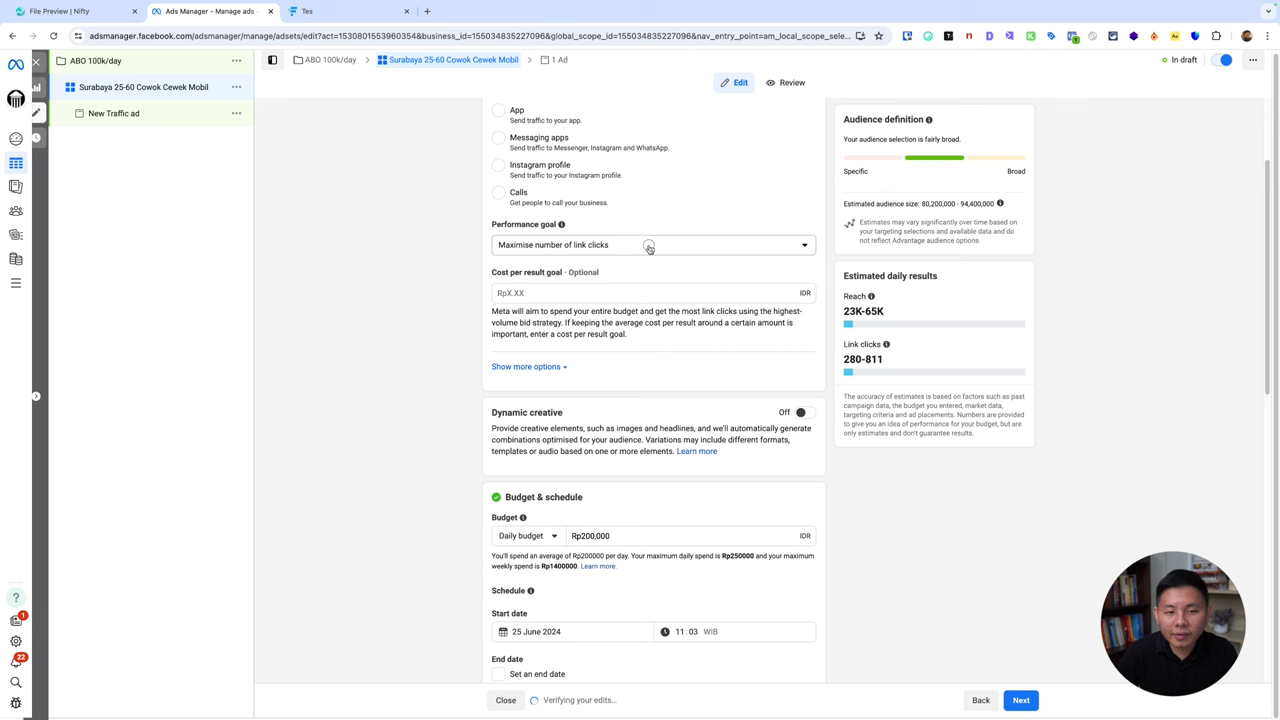 File Preview | Nifty
Ads Manager - Manage ads -
Tes
adsmanager.facebook.com/adsmanager/manage/adsets/edit?act=1530801553960354&business_id=155034835227096&global_scope_id=155034835227096&nav_entry_point=am_local_scope_sele...
ABO 100k/day
Surabaya 25-60 Cowok Cewek Mobil
New Traffic ad
ABO 100k/day
Surabaya 25-60 Cowok Cewek Mobil
1 Ad
In draft
Edit
Review
App
Send traffic to your app.
Messaging apps
Send traffic to Messenger, Instagram and WhatsApp.
Instagram profile
Send traffic to your Instagram profile.
Calls
Get people to call your business.
Performance goal
Maximise number of link clicks
Cost per result goal · Optional
RpX.XX
IDR
Meta will aim to spend your entire budget and get the most link clicks using the highest-
volume bid strategy. If keeping the average cost per result around a certain amount is
important, enter a cost per result goal.
Show more options
Dynamic creative
Off
Provide creative elements, such as images and headlines, and we'll automatically generate
combinations optimised for your audience. Variations may include different formats,
templates or audio based on one or more elements. Learn more
Budget & schedule
Budget
Daily budget
Rp200,000
IDR
You'll spend an average of Rp200000 per day. Your maximum daily spend is Rp250000 and your maximum
weekly spend is Rp1400000. Learn more.
Schedule
Start date
25 June 2024
11:03 WIB
End date
Set an end date
Close
Verifying your edits...
Back
Next
Audience definition
Your audience selection is fairly broad.
Specific
Broad
Estimated audience size: 80,200,000 - 94,400,000
Estimates may vary significantly over time based on
your targeting selections and available data and do
not reflect Advantage audience options.
Estimated daily results
Reach
23K-65K
Link clicks
280-811
The accuracy of estimates is based on factors such as past
campaign data, the budget you entered, market data,
targeting criteria and ad placements. Numbers are provided
to give you an idea of performance for your budget, but are
only estimates and don't guarantee results.
1
22